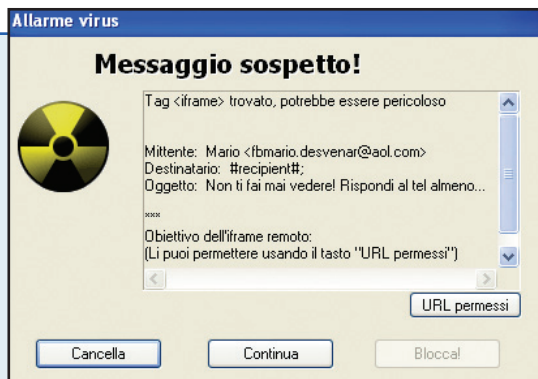 Allarme virus
Messaggio sospetto!
Tag <iframe> trovato, potrebbe essere pericoloso
Mittente: Mario <fbmario.desvenar@aol.com>
Destinatario: #recipient#;
Oggetto: Non ti fai mai vedere! Rispondi al tel almeno...
***
Obiettivo dell'iframe remoto:
(Li puoi permettere usando il tasto "URL permessi")
URL permessi
Cancella
Continua
Blocca!